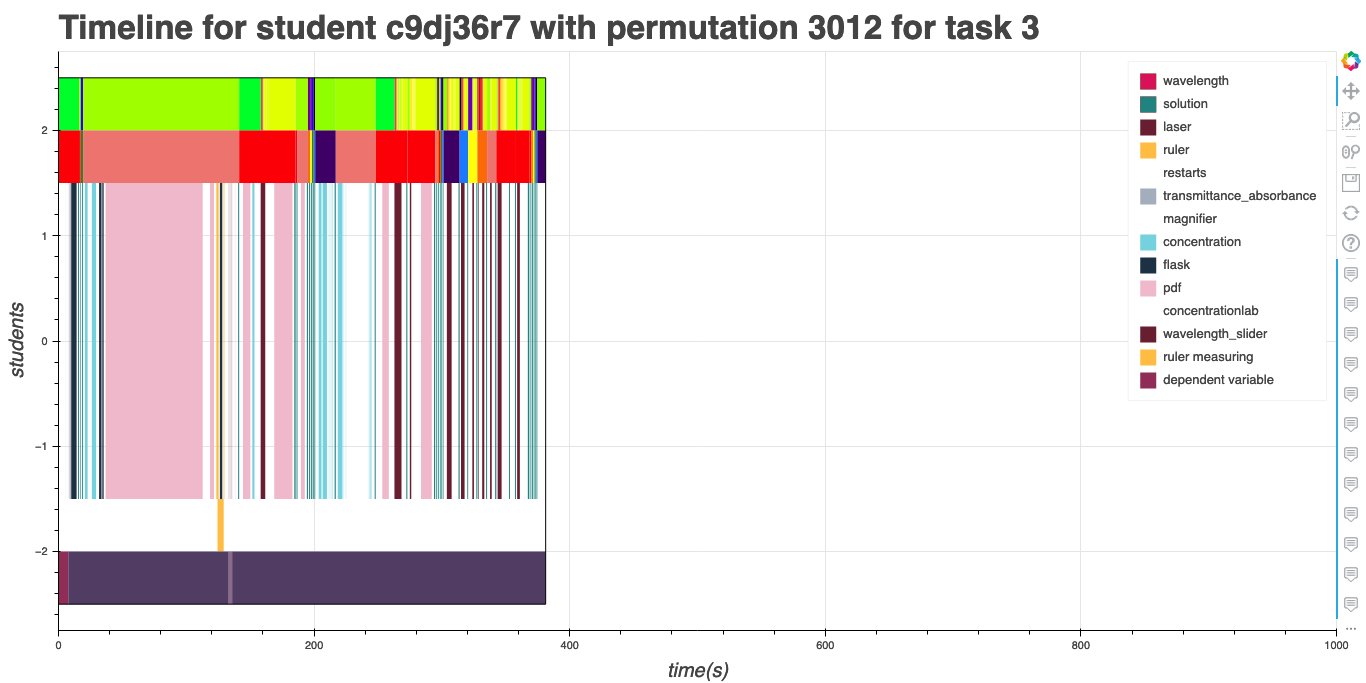 Timeline for student c9dj36r7 with permutation 3012 for task 3
students
2
1
0
−1
−2
0
200
400
600
800
1000
time(s)
wavelength
solution
laser
ruler
restarts
transmittance_absorbance
magnifier
concentration
flask
pdf
concentrationlab
wavelength_slider
ruler measuring
dependent variable